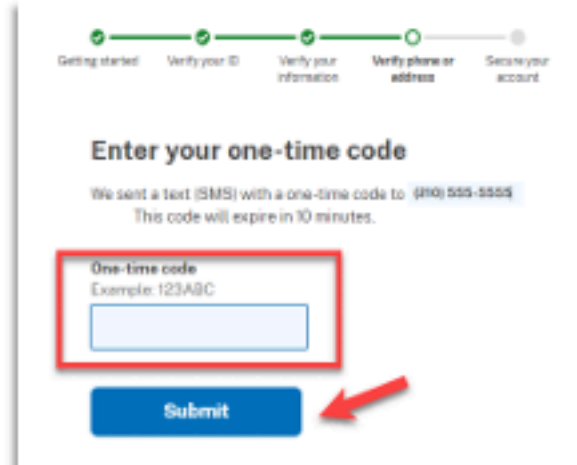 Getting started Verify your ID Verify your information Verify phone or address Secure your account
Enter your one-time code
We sent a text (SMS) with a one-time code to (210) 555-5555
This code will expire in 10 minutes.
One-time code
Example: 123ABC
Submit